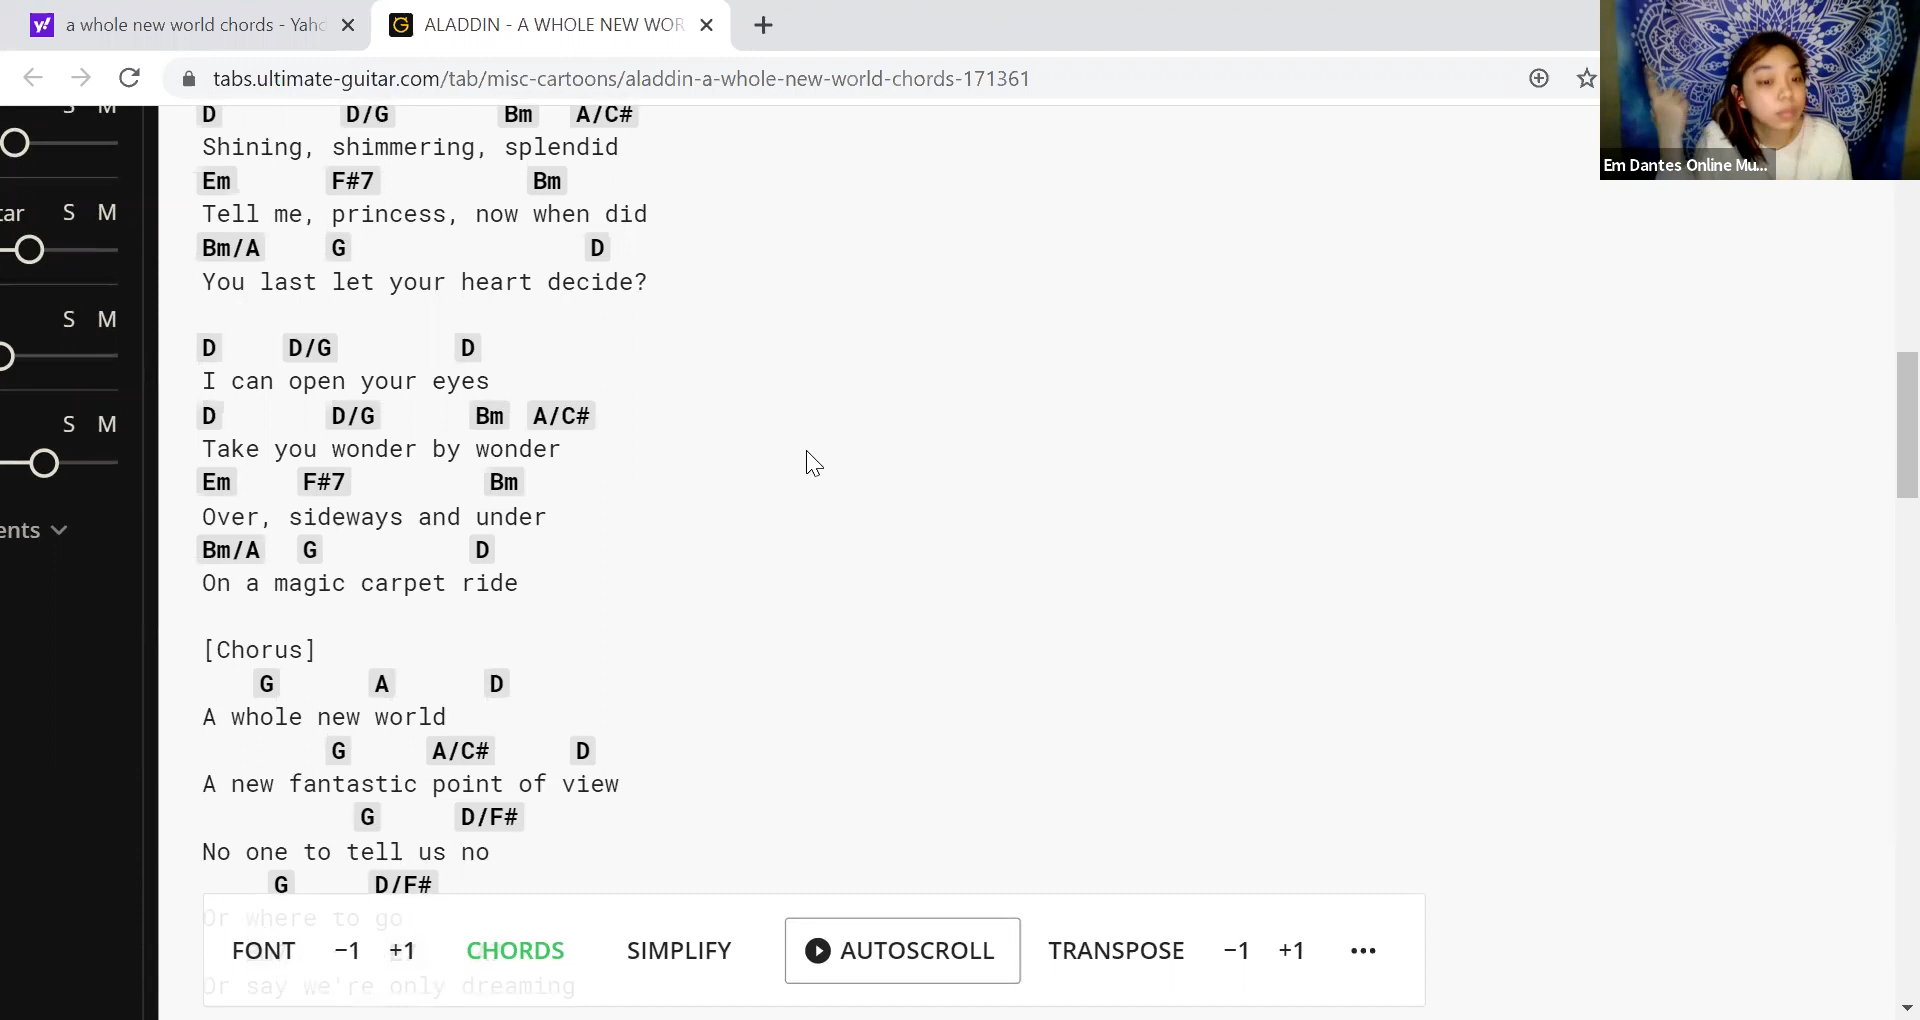 a whole new world chords - Yah
ALADDIN - A WHOLE NEW WOR
tabs.ultimate-guitar.com/tab/misc-cartoons/aladdin-a-whole-new-world-chords-171361
Em Dantes Online Mu...
S M
tar S M
S M
S M
ents
D D/G Bm A/C#
Shining, shimmering, splendid
Em F#7 Bm
Tell me, princess, now when did
Bm/A G D
You last let your heart decide?
D D/G D
I can open your eyes
D D/G Bm A/C#
Take you wonder by wonder
Em F#7 Bm
Over, sideways and under
Bm/A G D
On a magic carpet ride
[Chorus]
G A D
A whole new world
G A/C# D
A new fantastic point of view
G D/F#
No one to tell us no
G D/F#
Or where to go
FONT −1 +1 CHORDS SIMPLIFY AUTOSCROLL TRANSPOSE −1 +1 •••
Or say we're only dreaming